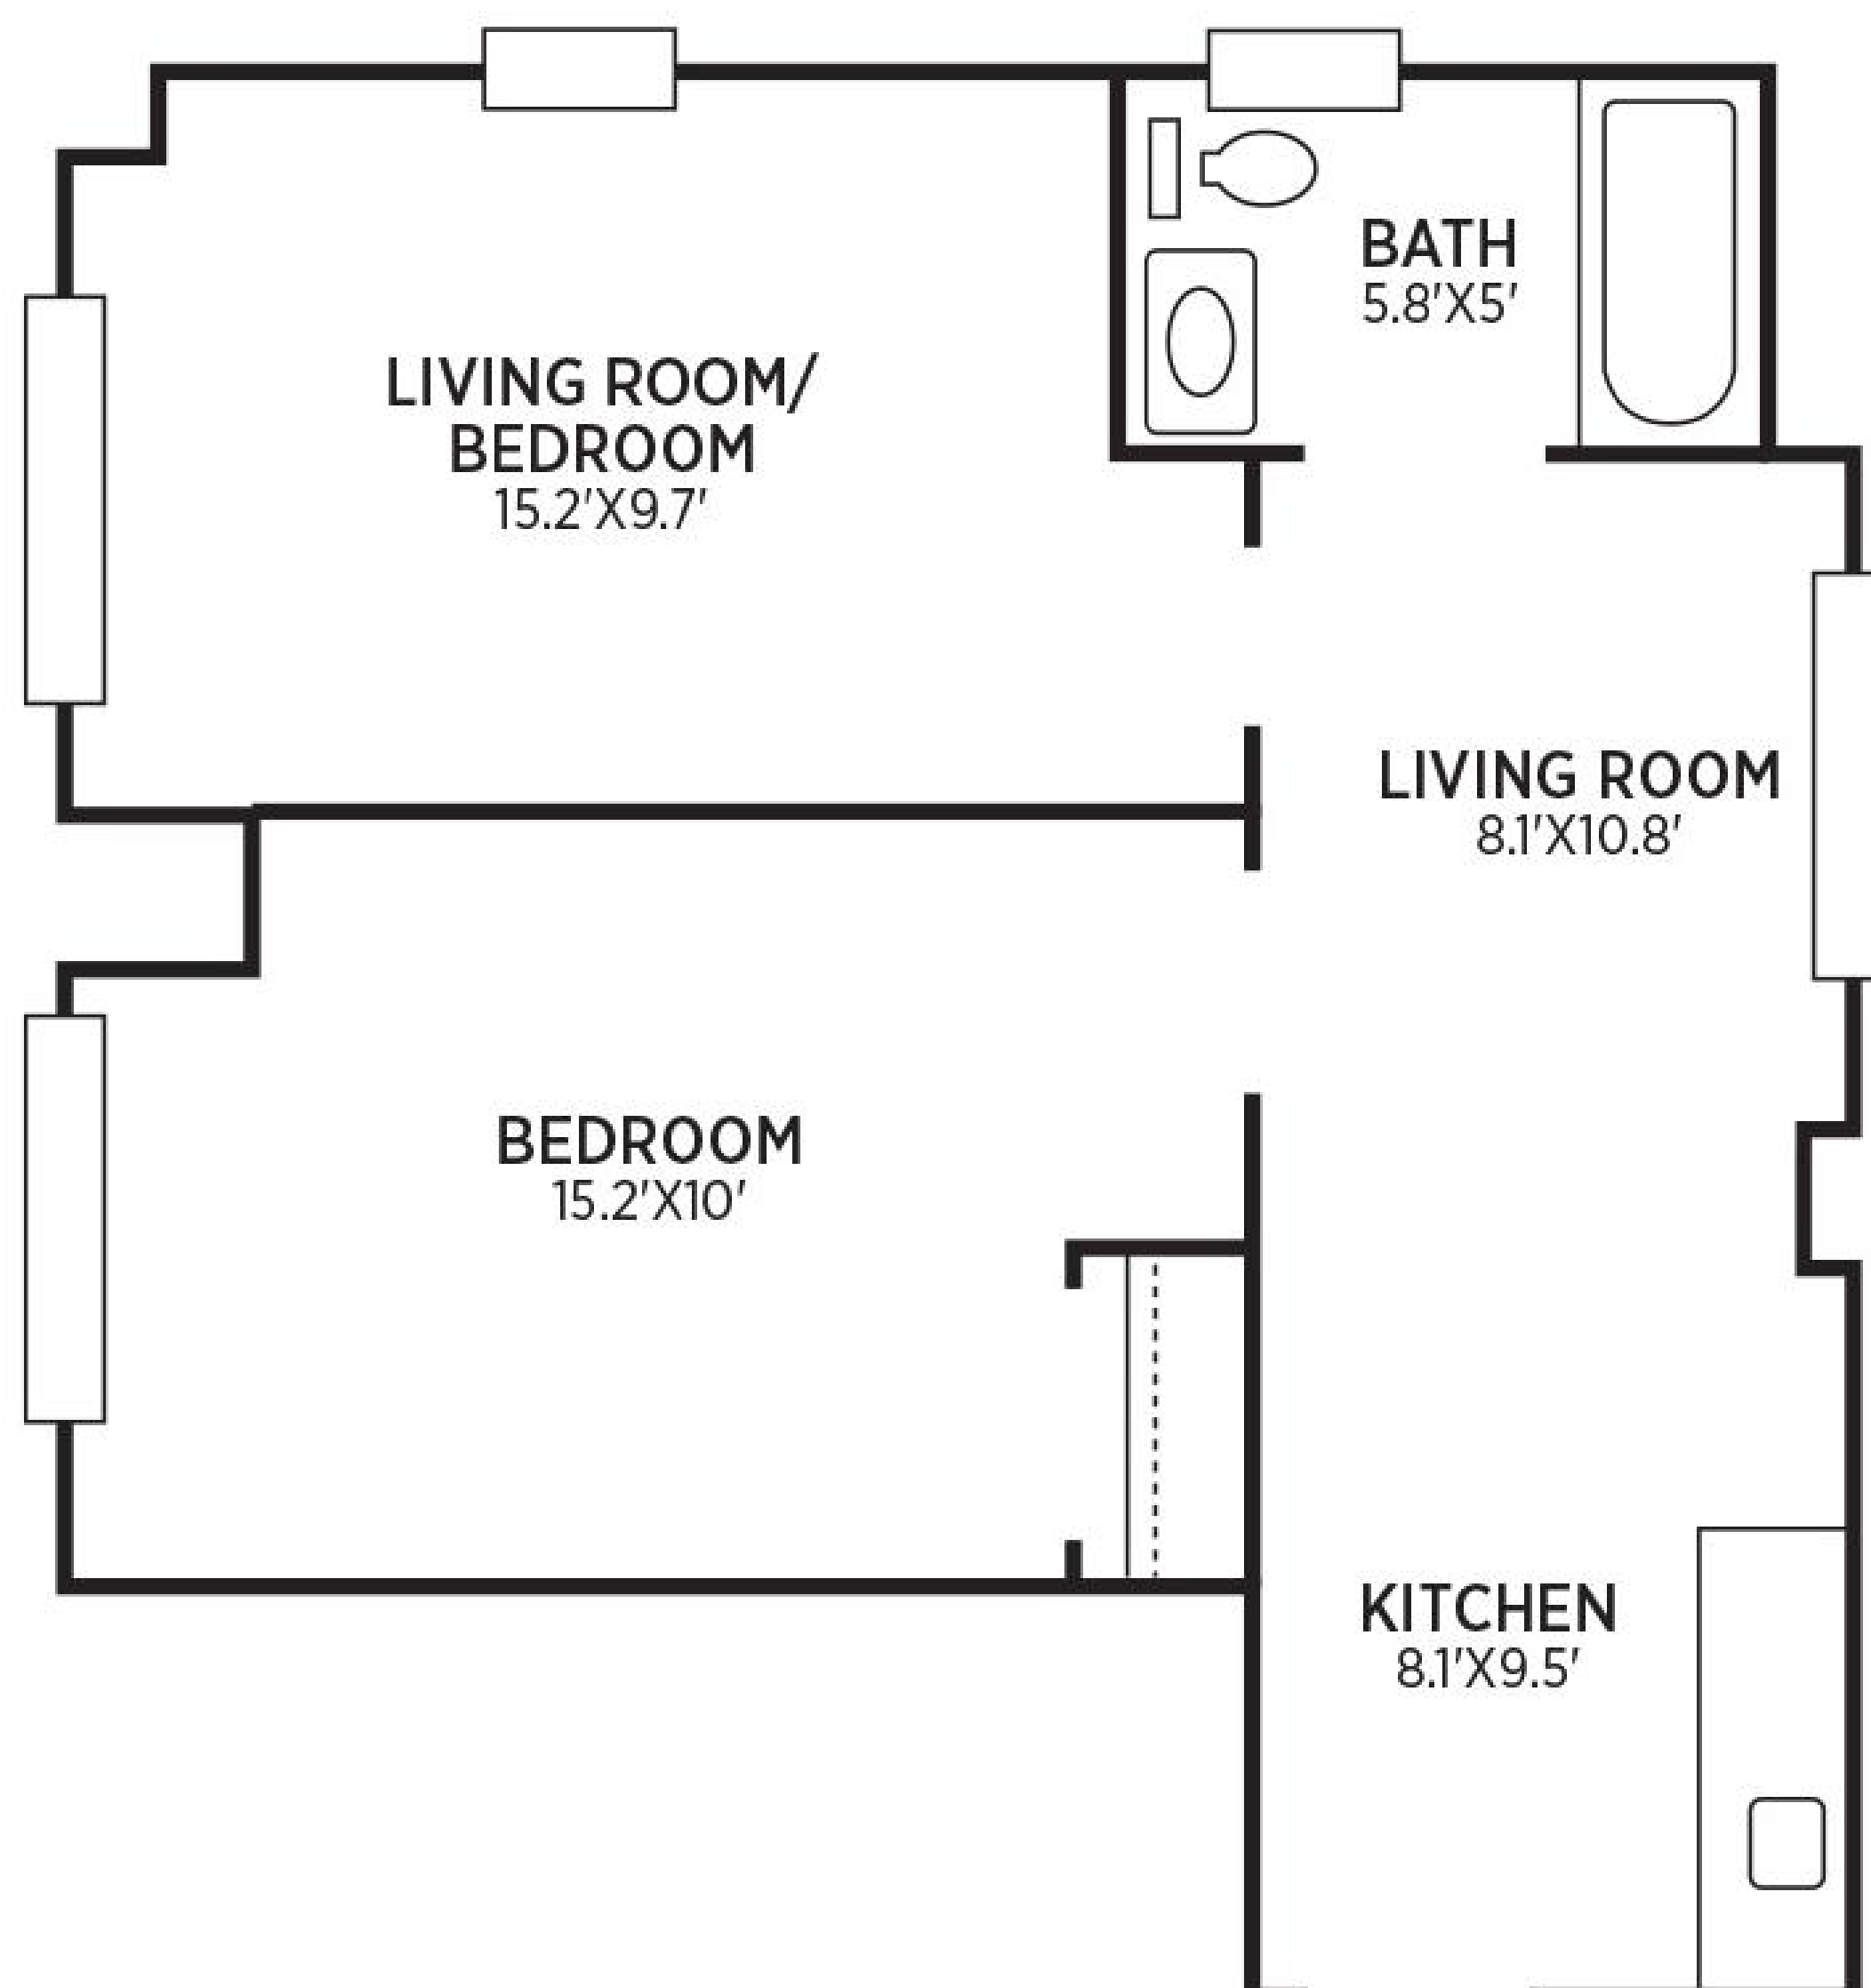 BATH
5.8'X5'
LIVING ROOM/
BEDROOM
15.2'X9.7'
LIVING ROOM
8.1'X10.8'
BEDROOM
15.2'X10'
KITCHEN
8.1'X9.5'